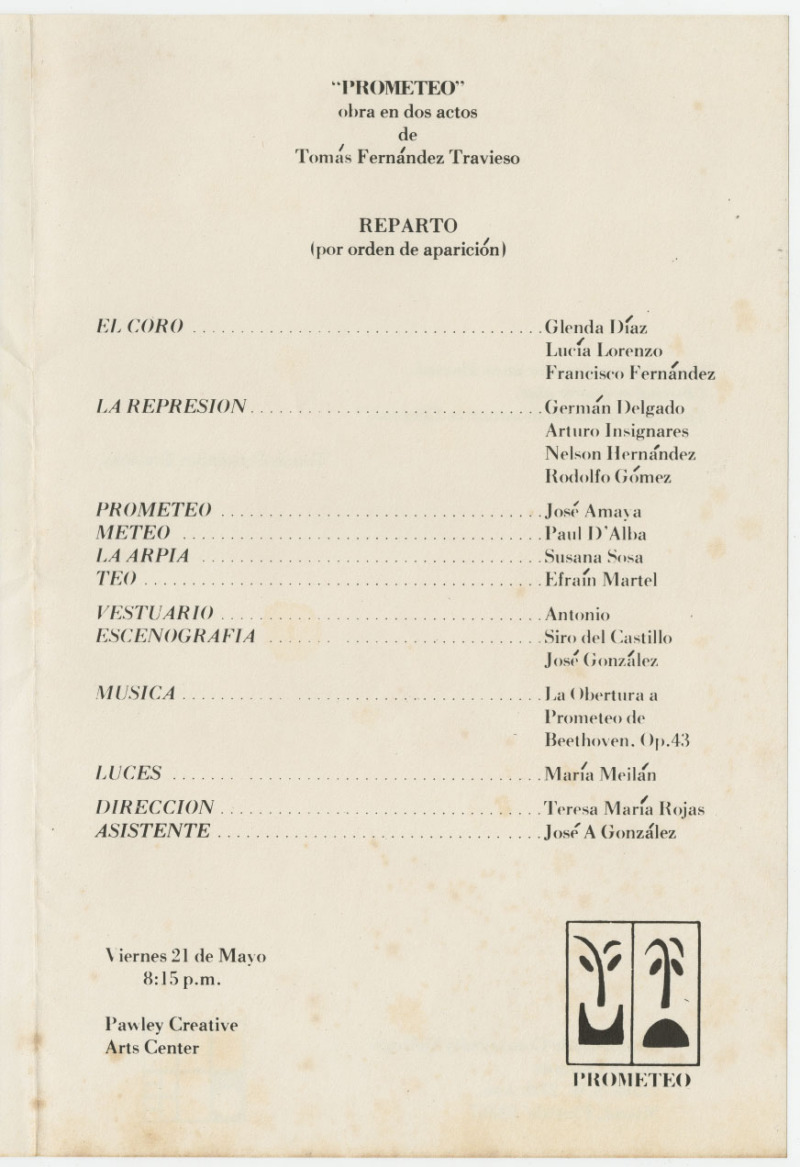 “PROMETEO”
obra en dos actos
de
Tomás Fernández Travieso
REPARTO
(por orden de aparición)
EL CORO ..................................... Glenda Díaz
Lucía Lorenzo
Francisco Fernández
LA REPRESION ............................... Germán Delgado
Arturo Insignares
Nelson Hernández
Rodolfo Gómez
PROMETEO .................................. José Amaya
METEO ...................................... Paul D'Alba
LA ARPIA .................................... Susana Sosa
TEO .......................................... Efraín Martel
VESTUARIO .................................. Antonio
ESCENOGRAFIA ............................. Siro del Castillo
José González
MUSICA ...................................... La Obertura a
Prometeo de
Beethoven. Op.43
LUCES ....................................... María Meilán
DIRECCION .................................. Teresa María Rojas
ASISTENTE .................................. José A González
Viernes 21 de Mayo
8:15 p.m.
Pawley Creative
Arts Center
PROMETEO